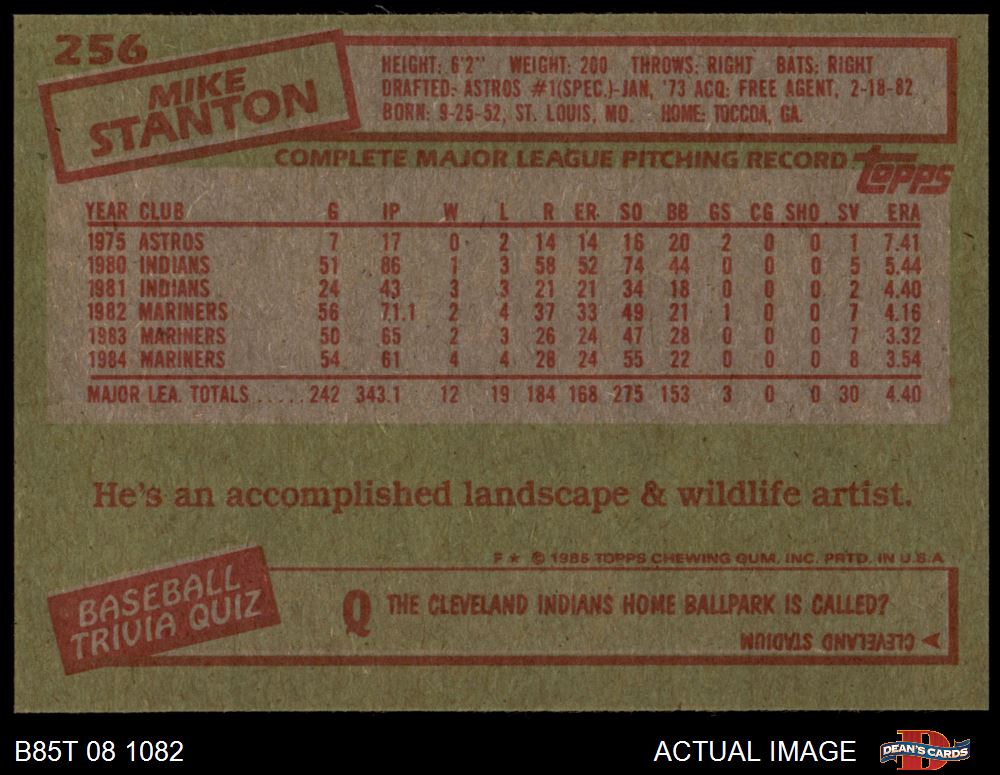 256
MIKE
STANTON
HEIGHT: 6'2" WEIGHT: 200 THROWS: RIGHT BATS: RIGHT
DRAFTED: ASTROS #1(SPEC.)-JAN, '73 ACQ: FREE AGENT, 2-18-82
BORN: 9-25-52, ST. LOUIS, MO. HOME: TOCCOA, GA.
COMPLETE MAJOR LEAGUE PITCHING RECORD topps
YEAR CLUB G IP W L R ER SO BB GS CG SHO SV ERA
1975 ASTROS 7 17 0 2 14 14 16 20 2 0 0 1 7.41
1980 INDIANS 51 86 1 3 58 52 74 44 0 0 0 5 5.44
1981 INDIANS 24 43 3 3 21 21 34 18 0 0 0 2 4.40
1982 MARINERS 56 71.1 2 4 37 33 49 21 1 0 0 7 4.16
1983 MARINERS 50 65 2 3 26 24 47 28 0 0 0 7 3.32
1984 MARINERS 54 61 4 4 28 24 55 22 0 0 0 8 3.54
MAJOR LEA. TOTALS .....242 343.1 12 19 184 168 275 153 3 0 0 30 4.40
He's an accomplished landscape & wildlife artist.
F ★ © 1985 TOPPS CHEWING GUM, INC. PRTD. IN U.S.A.
BASEBALL
TRIVIA QUIZ
Q THE CLEVELAND INDIANS HOME BALLPARK IS CALLED?
CLEVELAND STADIUM
B85T 08 1082 ACTUAL IMAGE DEAN'S CARDS